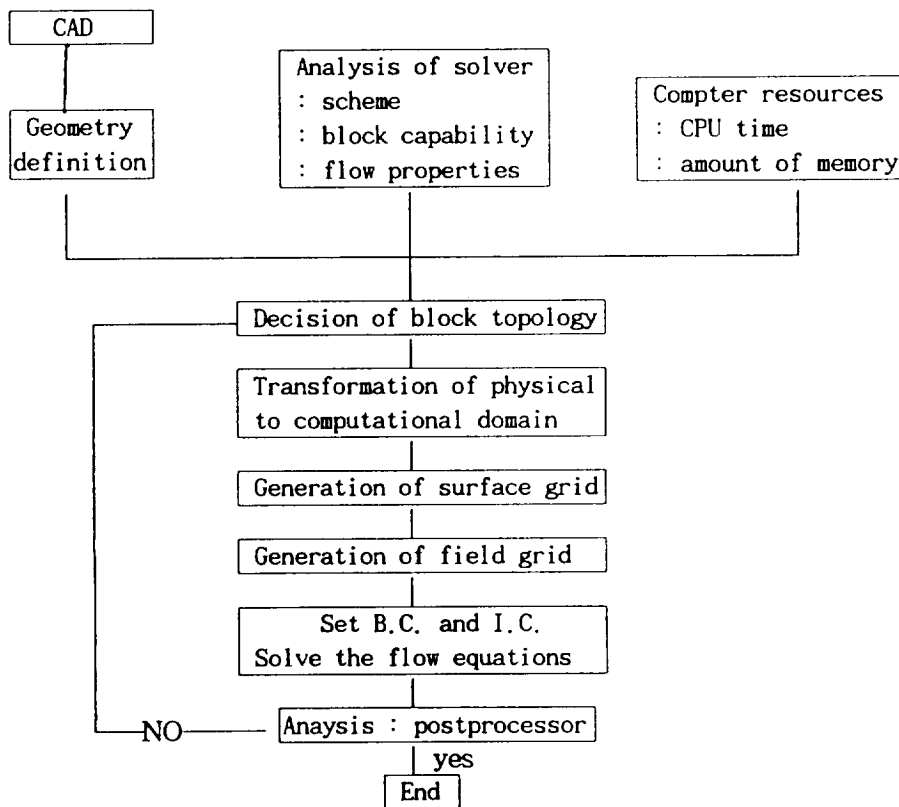 CAD
Geometry
definition
Analysis of solver
: scheme
: block capability
: flow properties
Compter resources
: CPU time
: amount of memory
Decision of block topology
Transformation of physical
to computational domain
Generation of surface grid
Generation of field grid
Set B.C. and I.C.
Solve the flow equations
NO
Anaysis : postprocessor
yes
End